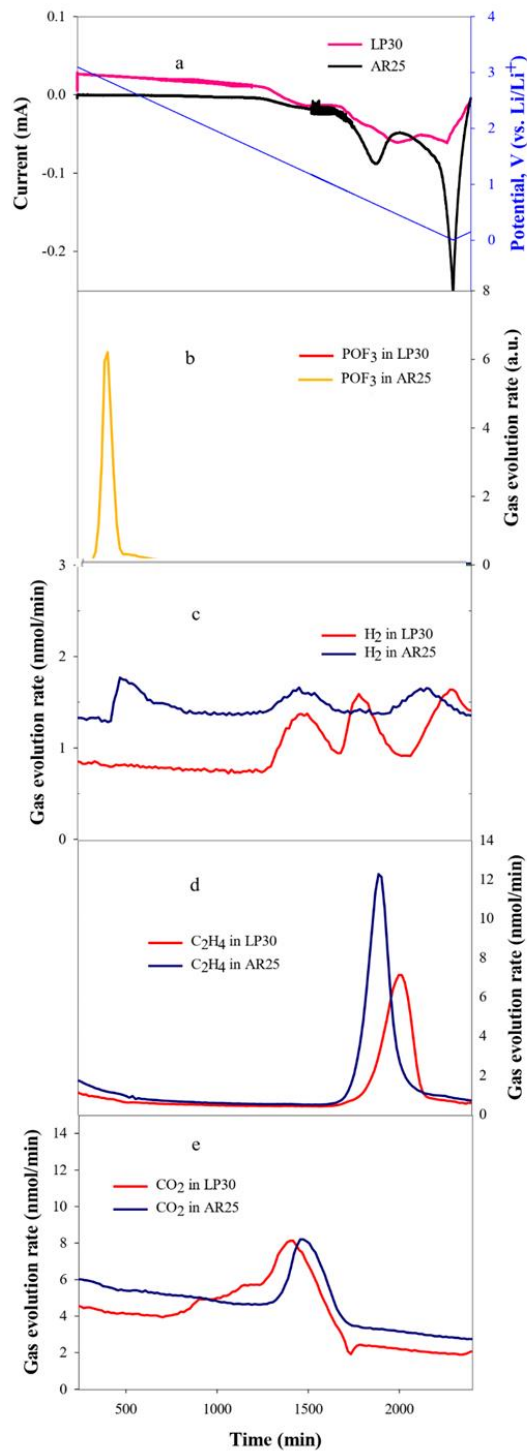 a
LP30
AR25
0.1
0.0
-0.1
-0.2
Current (mA)
4
3
2
1
0
Potential, V (vs. Li/Li⁺)
b
POF₃ in LP30
POF₃ in AR25
8
6
4
2
0
Gas evolution rate (a.u.)
c
H₂ in LP30
H₂ in AR25
3
2
1
0
Gas evolution rate (nmol/min)
d
C₂H₄ in LP30
C₂H₄ in AR25
14
12
10
8
6
4
2
0
Gas evolution rate (nmol/min)
e
CO₂ in LP30
CO₂ in AR25
14
12
10
8
6
4
2
0
Gas evolution rate (nmol/min)
500
1000
1500
2000
Time (min)